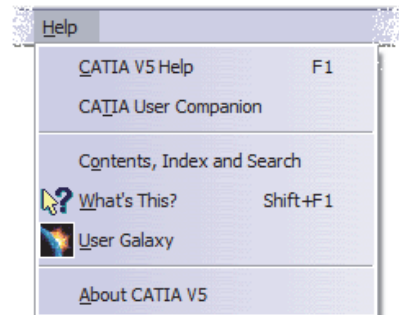 Help
CATIA V5 Help F1
CATIA User Companion
Contents, Index and Search
What's This? Shift+F1
User Galaxy
About CATIA V5